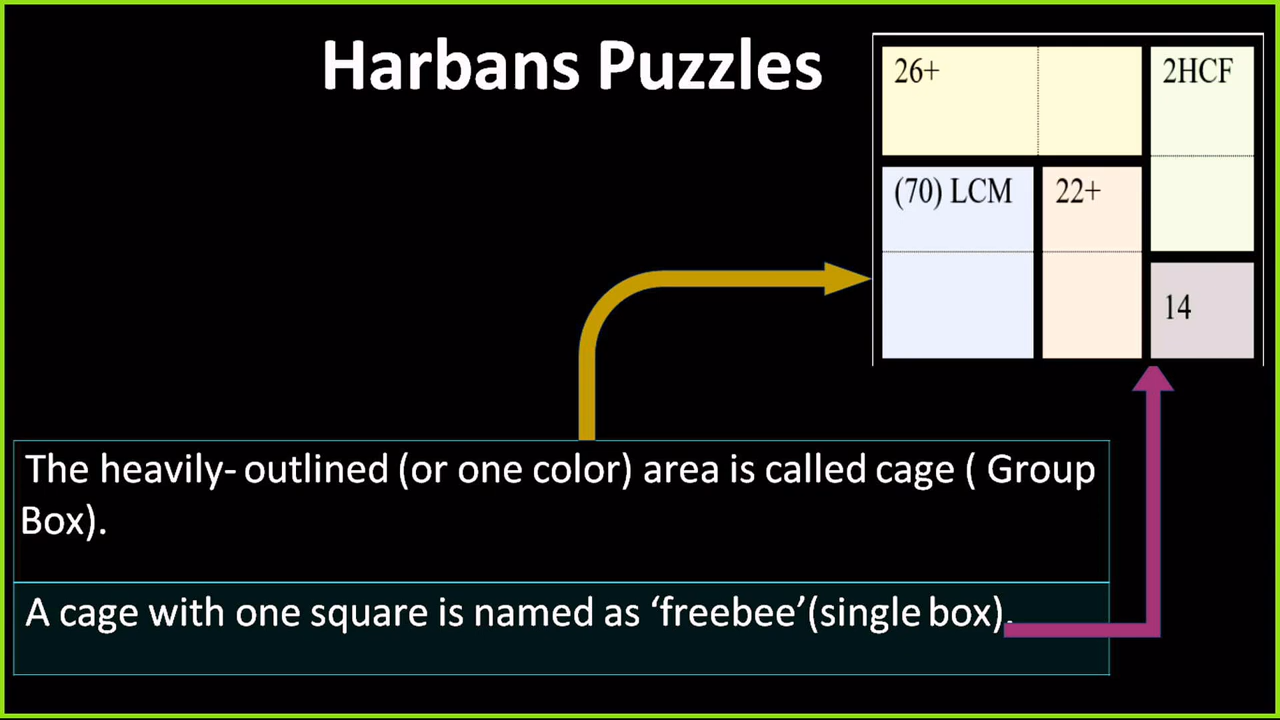 Harbans Puzzles
26+
2HCF
(70) LCM
22+
14
The heavily- outlined (or one color) area is called cage ( Group
Box).
A cage with one square is named as ‘freebee’(single box).